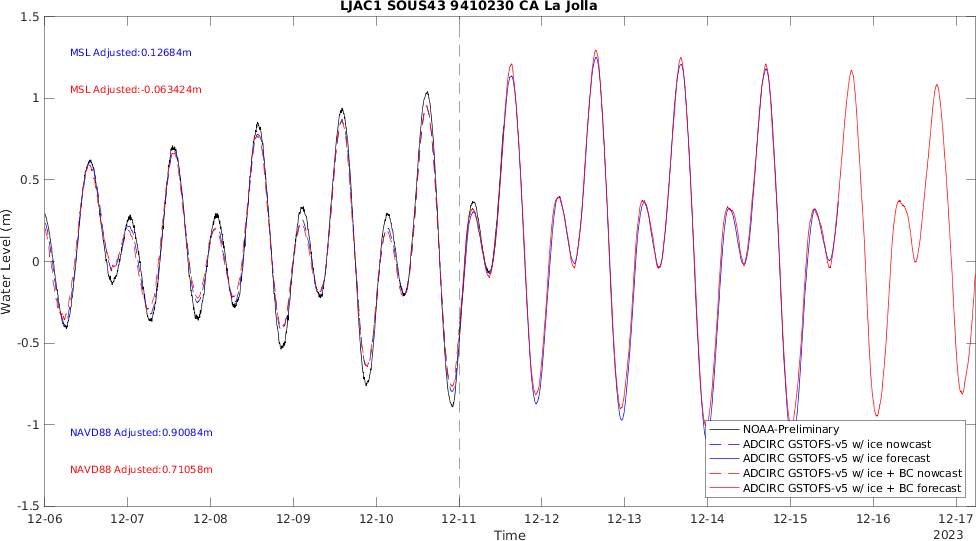 LJAC1 SOUS43 9410230 CA La Jolla
1.5
MSL Adjusted:0.12684m
MSL Adjusted:-0.063424m
1
0.5
Water Level (m)
0
-0.5
-1
NAVD88 Adjusted:0.90084m
NAVD88 Adjusted:0.71058m
NOAA-Preliminary
ADCIRC GSTOFS-v5 w/ ice nowcast
ADCIRC GSTOFS-v5 w/ ice forecast
ADCIRC GSTOFS-v5 w/ ice + BC nowcast
ADCIRC GSTOFS-v5 w/ ice + BC forecast
-1.5
12-06 12-07 12-08 12-09 12-10 12-11 12-12 12-13 12-14 12-15 12-16 12-17
Time 2023